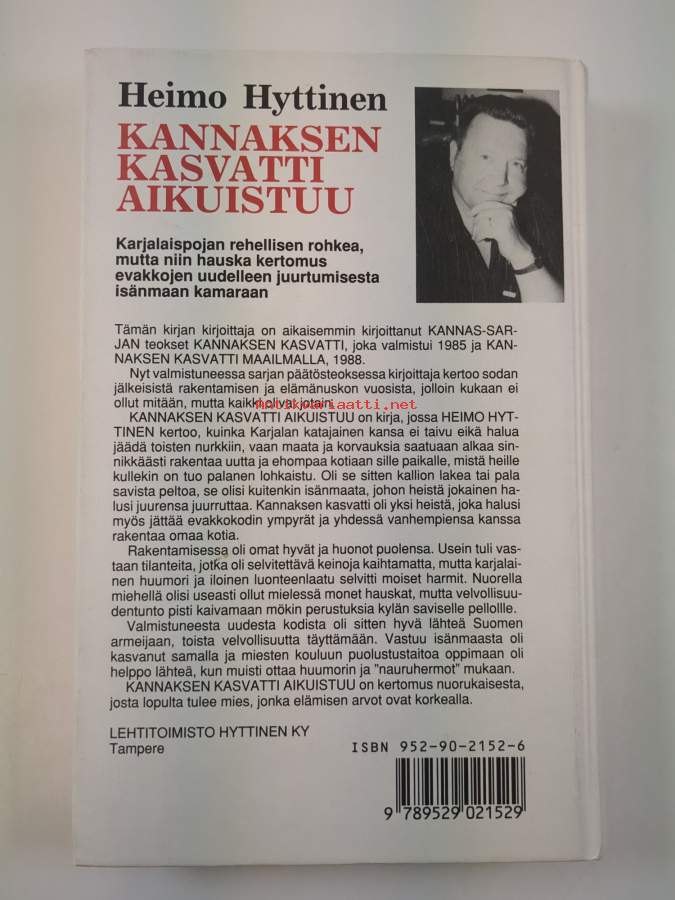 Heimo Hyttinen
KANNAKSEN
KASVATTI
AIKUISTUU
Karjalaispojan rehellisen rohkea,
mutta niin hauska kertomus
evakkojen uudelleen juurtumisesta
isänmaan kamaraan
Tämän kirjan kirjoittaja on aikaisemmin kirjoittanut KANNAS-SAR-
JAN teokset KANNAKSEN KASVATTI, joka valmistui 1985 ja KAN-
NAKSEN KASVATTI MAAILMALLA, 1988.
Nyt valmistuneessa sarjan päätösteoksessa kirjoittaja kertoo sodan
jälkeisistä rakentamisen ja elämänuskon vuosista, jolloin kukaan ei
ollut mitään, mutta kaikki olivat jotain.
antikvariaatti.net
KANNAKSEN KASVATTI AIKUISTUU on kirja, jossa HEIMO HYT-
TINEN kertoo, kuinka Karjalan katajainen kansa ei taivu eikä halua
jäädä toisten nurkkiin, vaan maata ja korvauksia saatuaan alkaa sin-
nikkäästi rakentaa uutta ja ehompaa kotiaan sille paikalle, mistä heille
kullekin on tuo palanen lohkaistu. Oli se sitten kallion lakea tai pala
savista peltoa, se olisi kuitenkin isänmaata, johon heistä jokainen ha-
lusi juurensa juurruttaa. Kannaksen kasvatti oli yksi heistä, joka halusi
myös jättää evakkokodin ympyrät ja yhdessä vanhempiensa kanssa
rakentaa omaa kotia.
Rakentamisessa oli omat hyvät ja huonot puolensa. Usein tuli vas-
taan tilanteita, jotka oli selvitettävä keinoja kaihtamatta, mutta karjalai-
nen huumori ja iloinen luonteenlaatu selvitti moiset harmit. Nuorella
miehellä olisi useasti ollut mielessä monet hauskat, mutta velvollisuu-
dentunto pisti kaivamaan mökin perustuksia kylän saviselle pellollle.
Valmistuneesta uudesta kodista oli sitten hyvä lähteä Suomen
armeijaan, toista velvollisuutta täyttämään. Vastuu isänmaasta oli
kasvanut samalla ja miesten kouluun puolustustaitoa oppimaan oli
helppo lähteä, kun muisti ottaa huumorin ja "nauruhermot" mukaan.
KANNAKSEN KASVATTI AIKUISTUU on kertomus nuorukaisesta,
josta lopulta tulee mies, jonka elämisen arvot ovat korkealla.
LEHTITOIMISTO HYTTINEN KY
Tampere
ISBN 952-90-2152-6
9 789529 021529